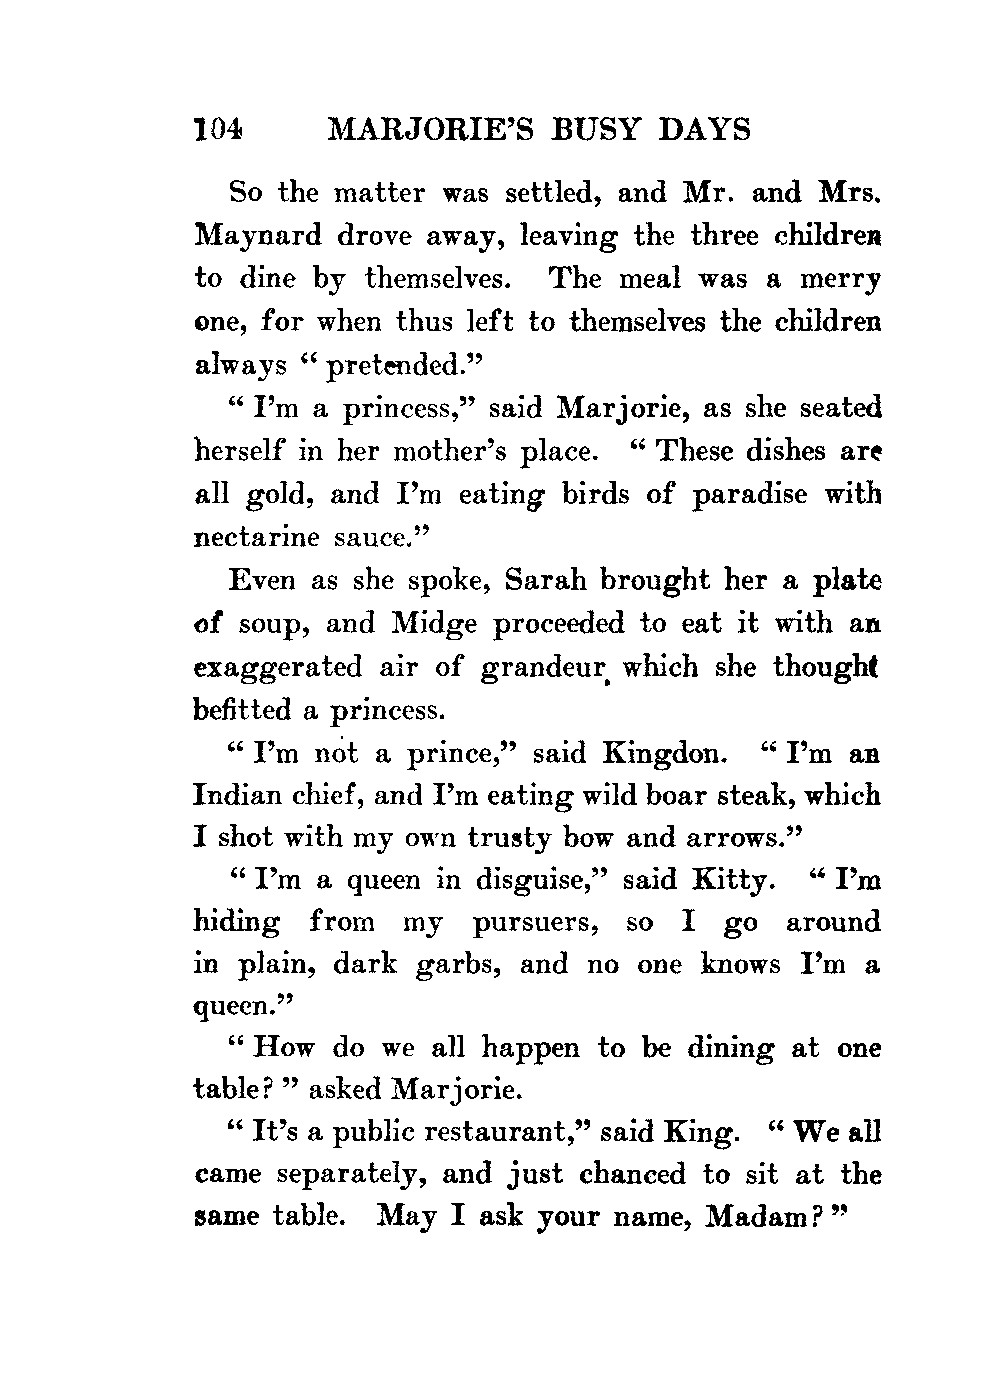 104 MARJORIE'S BUSY DAYS
So the matter was settled, and Mr. and Mrs.
Maynard drove away, leaving the three children
to dine by themselves. The meal was a merry
one, for when thus left to themselves the children
always “ pretended.”
“ I'm a princess,” said Marjorie, as she seated
herself in her mother's place. “ These dishes are
all gold, and I'm eating birds of paradise with
nectarine sauce.”
Even as she spoke, Sarah brought her a plate
of soup, and Midge proceeded to eat it with an
exaggerated air of grandeur, which she thought
befitted a princess.
“ I'm not a prince,” said Kingdon. “ I'm an
Indian chief, and I'm eating wild boar steak, which
I shot with my own trusty bow and arrows.”
“ I'm a queen in disguise,” said Kitty. “ I'm
hiding from my pursuers, so I go around
in plain, dark garbs, and no one knows I'm a
queen.”
“ How do we all happen to be dining at one
table? ” asked Marjorie.
“ It's a public restaurant,” said King. “ We all
came separately, and just chanced to sit at the
same table. May I ask your name, Madam? ”